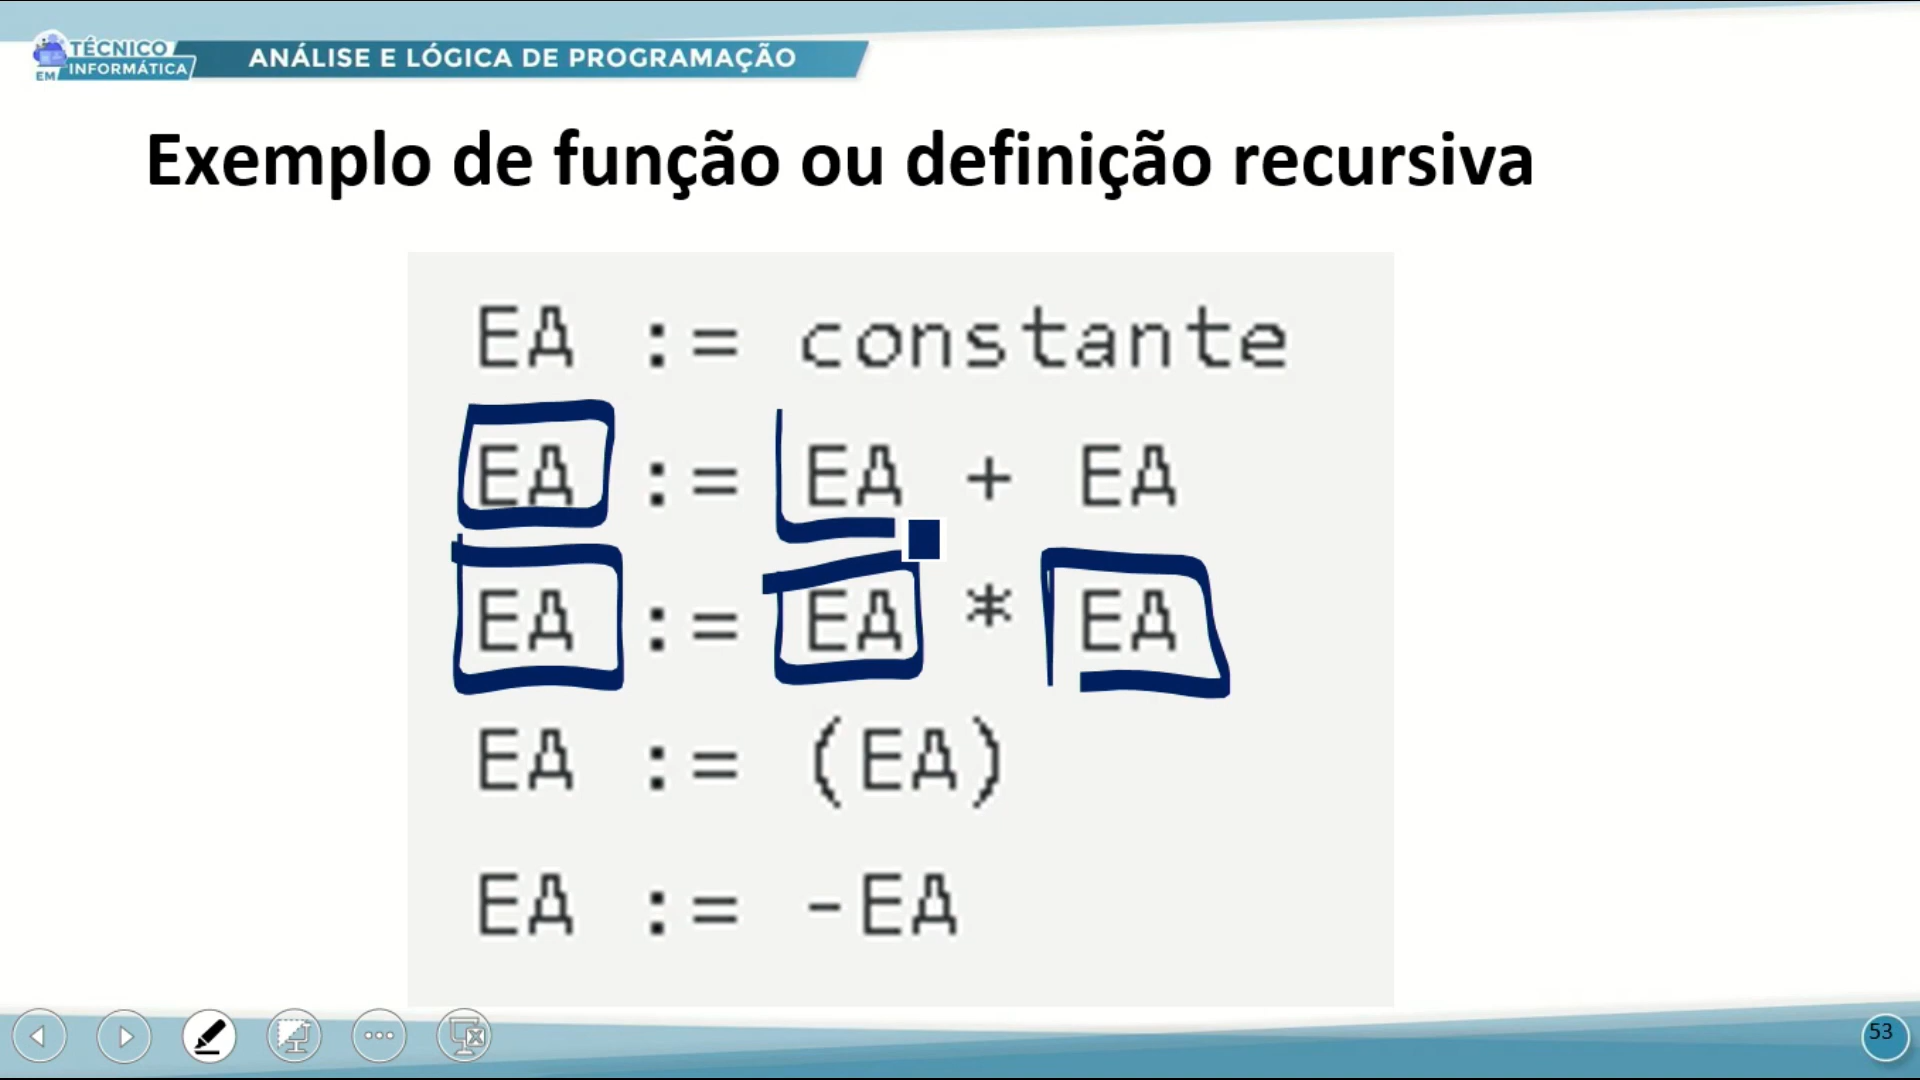 TÉCNICO
EM INFORMÁTICA
ANÁLISE E LÓGICA DE PROGRAMAÇÃO
Exemplo de função ou definição recursiva
EA := constante
EA := EA + EA
EA := EA * EA
EA := (EA)
EA := -EA
53